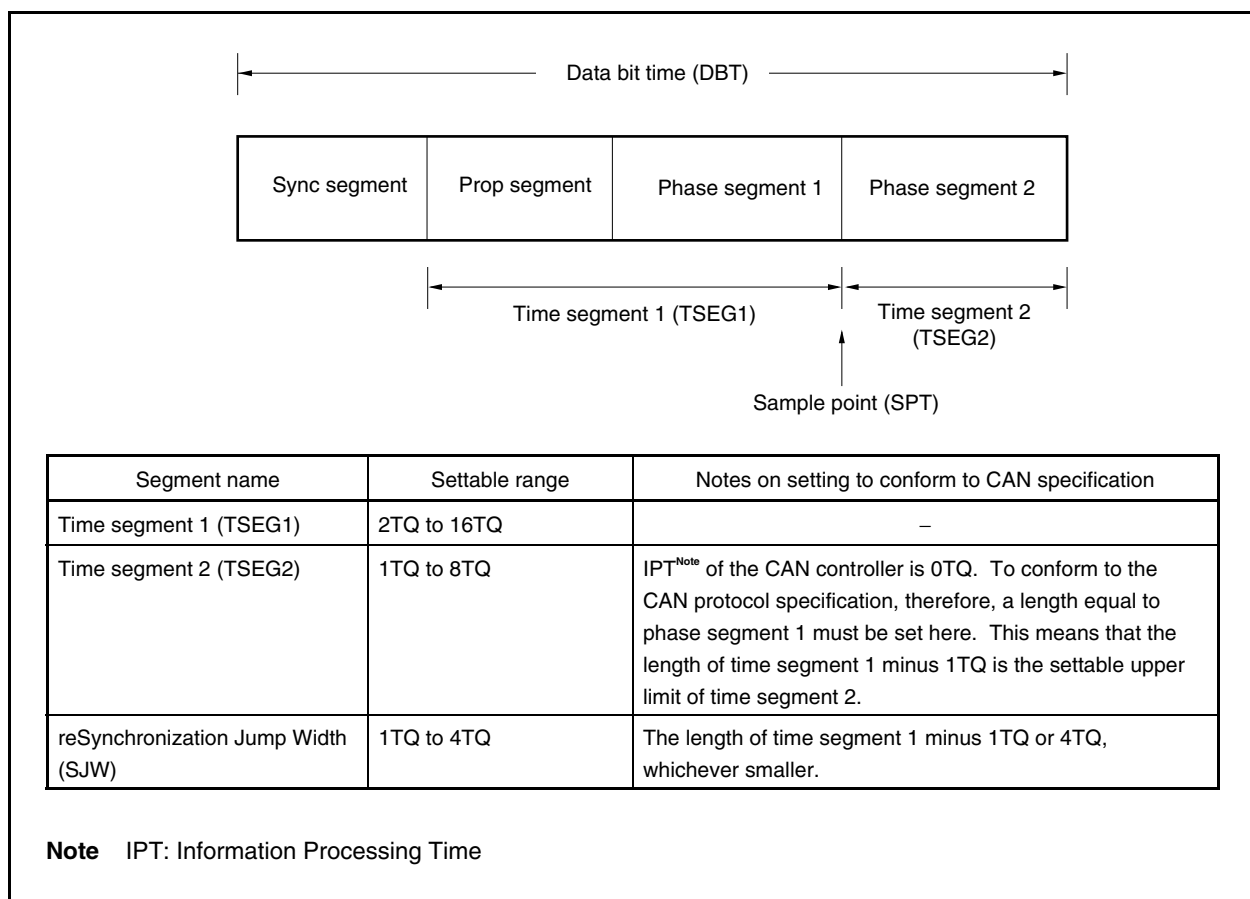 Data bit time (DBT)
Sync segment
Prop segment
Phase segment 1
Phase segment 2
Time segment 1 (TSEG1)
Time segment 2
(TSEG2)
Sample point (SPT)
Segment name
Settable range
Notes on setting to conform to CAN specification
Time segment 1 (TSEG1)
2TQ to 16TQ
–
Time segment 2 (TSEG2)
1TQ to 8TQ
IPTNote of the CAN controller is 0TQ. To conform to the
CAN protocol specification, therefore, a length equal to
phase segment 1 must be set here. This means that the
length of time segment 1 minus 1TQ is the settable upper
limit of time segment 2.
reSynchronization Jump Width
(SJW)
1TQ to 4TQ
The length of time segment 1 minus 1TQ or 4TQ,
whichever smaller.
Note IPT: Information Processing Time